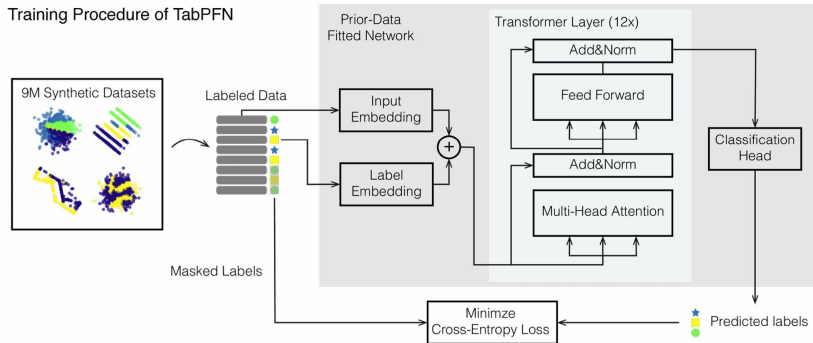 Training Procedure of TabPFN
Prior-Data
Fitted Network
Transformer Layer (12x)
Add&Norm
9M Synthetic Datasets
Labeled Data
Input
Embedding
Feed Forward
Classification
Head
+
Add&Norm
Label
Embedding
Multi-Head Attention
Masked Labels
Minimze
Cross-Entropy Loss
Predicted labels